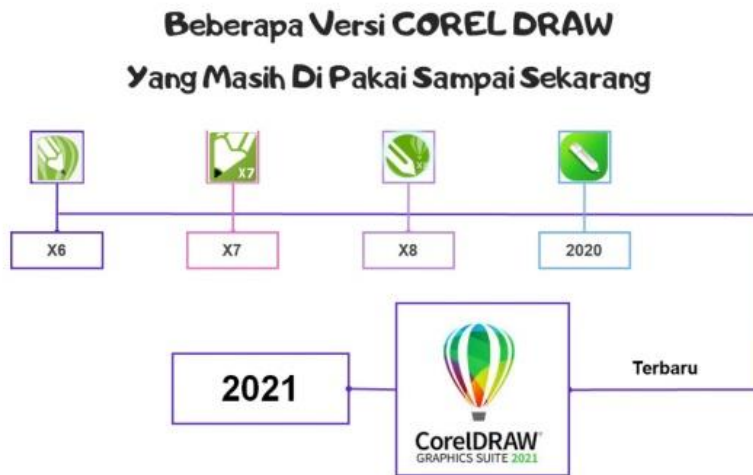 Beberapa Versi COREL DRAW
Yang Masih Di Pakai Sampai Sekarang
X7
X6
X7
X8
2020
2021
Terbaru
CorelDRAW®
GRAPHICS SUITE 2021